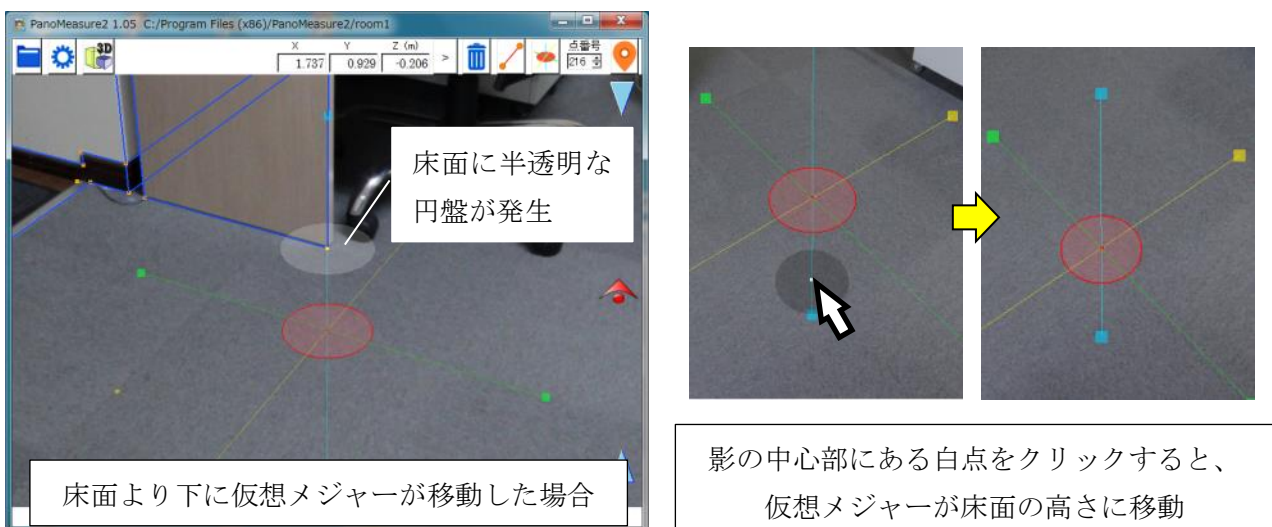 PanoMeasure2 1.05 C:/Program Files (x86)/PanoMeasure2/room1
3D
X Y Z (m)
1.737 0.929 -0.206 >
点番号
216
床面に半透明な
円盤が発生
床面より下に仮想メジャーが移動した場合
影の中心部にある白点をクリックすると、
仮想メジャーが床面の高さに移動